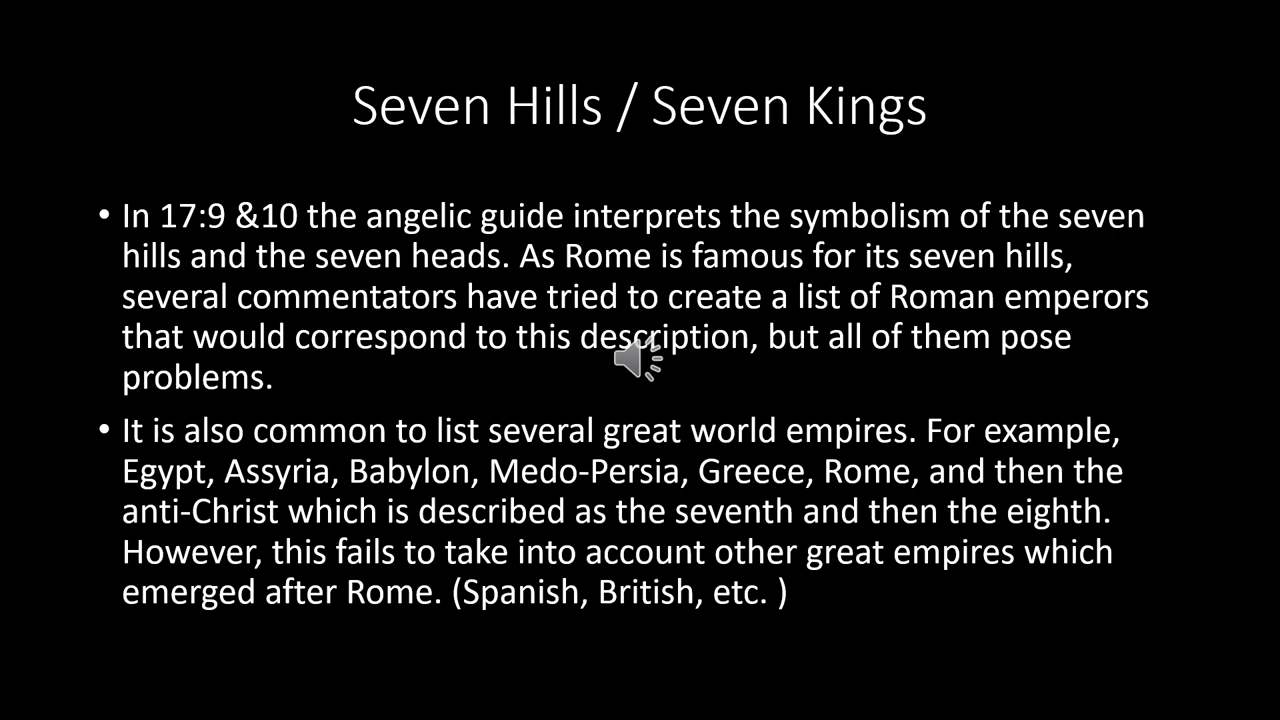 Seven Hills / Seven Kings
• In 17:9 &10 the angelic guide interprets the symbolism of the seven
hills and the seven heads. As Rome is famous for its seven hills,
several commentators have tried to create a list of Roman emperors
that would correspond to this description, but all of them pose
problems.
• It is also common to list several great world empires. For example,
Egypt, Assyria, Babylon, Medo-Persia, Greece, Rome, and then the
anti-Christ which is described as the seventh and then the eighth.
However, this fails to take into account other great empires which
emerged after Rome. (Spanish, British, etc. )